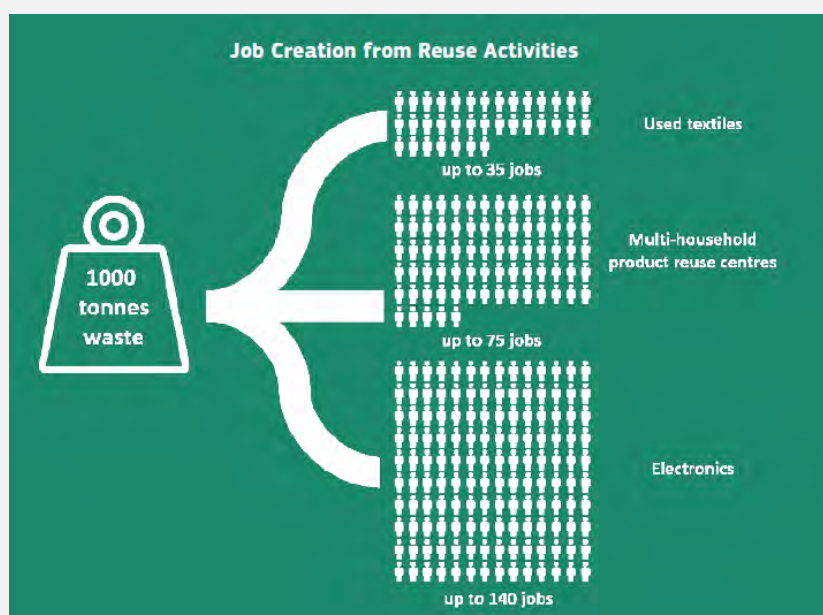 Job Creation from Reuse Activities
1000
tonnes
waste
Used textiles
up to 35 jobs
Multi-household
product reuse centres
up to 75 jobs
Electronics
up to 140 jobs